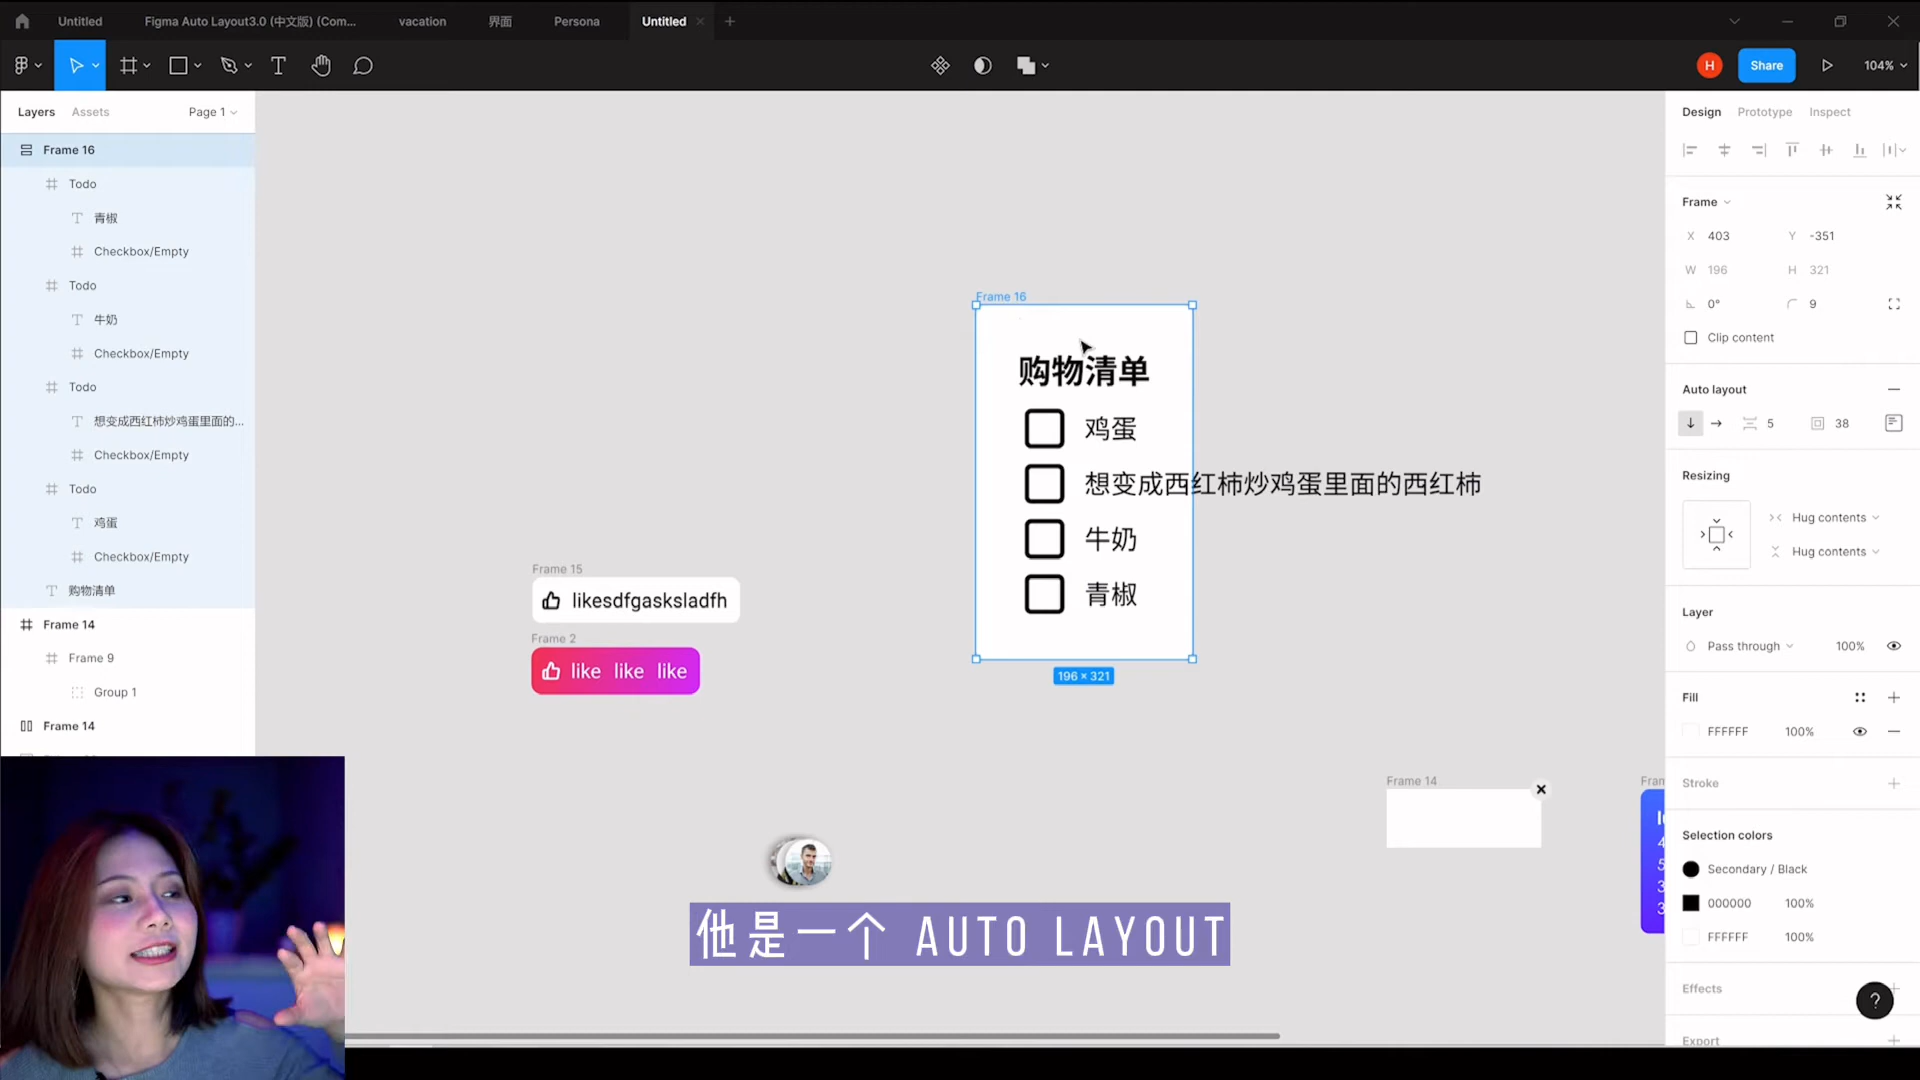 Untitled
Figma Auto Layout3.0 (中文版) (Com...
vacation
界面
Persona
Untitled
H
Share
104%
Layers
Assets
Page 1
Frame 16
Todo
青椒
Checkbox/Empty
Todo
牛奶
Checkbox/Empty
Todo
想变成西红柿炒鸡蛋里面的...
Checkbox/Empty
Todo
鸡蛋
Checkbox/Empty
购物清单
Frame 14
Frame 9
Group 1
Frame 14
Frame 16
购物清单
鸡蛋
想变成西红柿炒鸡蛋里面的西红柿
牛奶
青椒
196 × 321
Frame 15
likesdfgasksladfh
Frame 2
like like like
Frame 14
Fran
他是一个 AUTO LAYOUT
Design
Prototype
Inspect
Frame
X 403
Y -351
W 196
H 321
0°
9
Clip content
Auto layout
5
38
Resizing
Hug contents
Hug contents
Layer
Pass through
100%
Fill
FFFFFF
100%
Stroke
Selection colors
Secondary / Black
000000
100%
FFFFFF
100%
Effects
?
Export